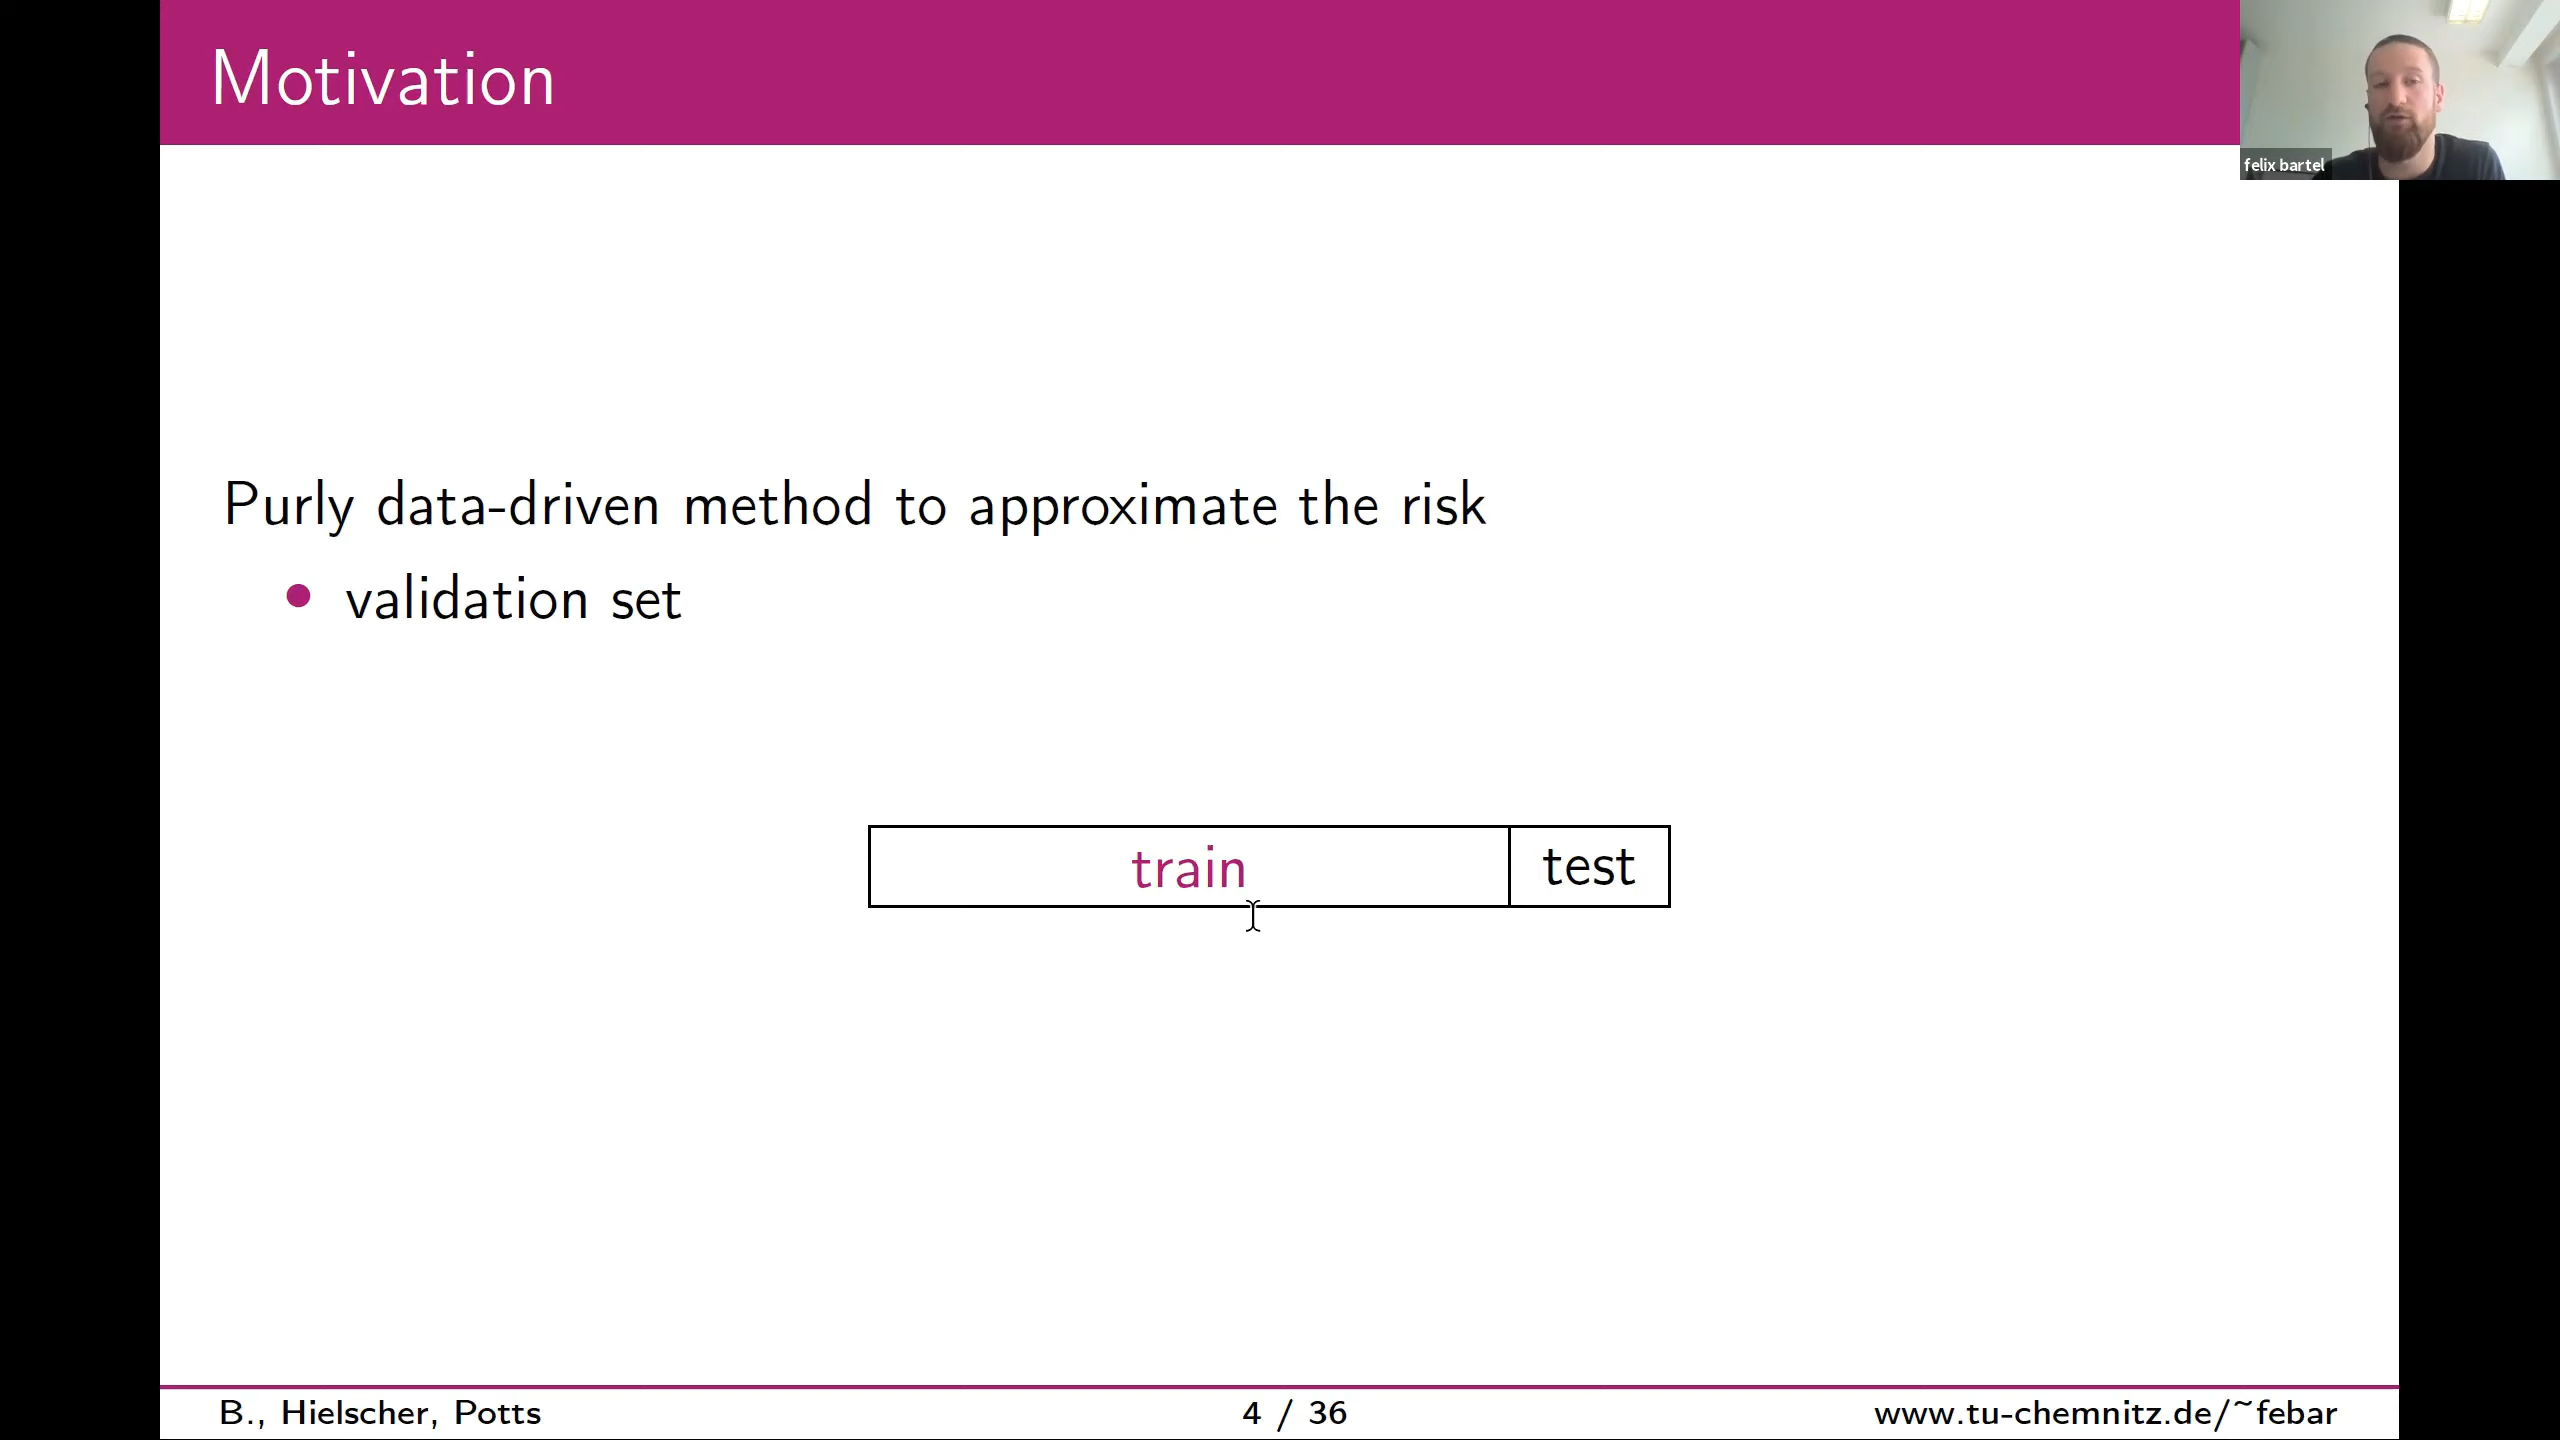 Motivation
felix bartel
Purly data-driven method to approximate the risk
• validation set
train test
B., Hielscher, Potts 4 / 36 www.tu-chemnitz.de/~febar